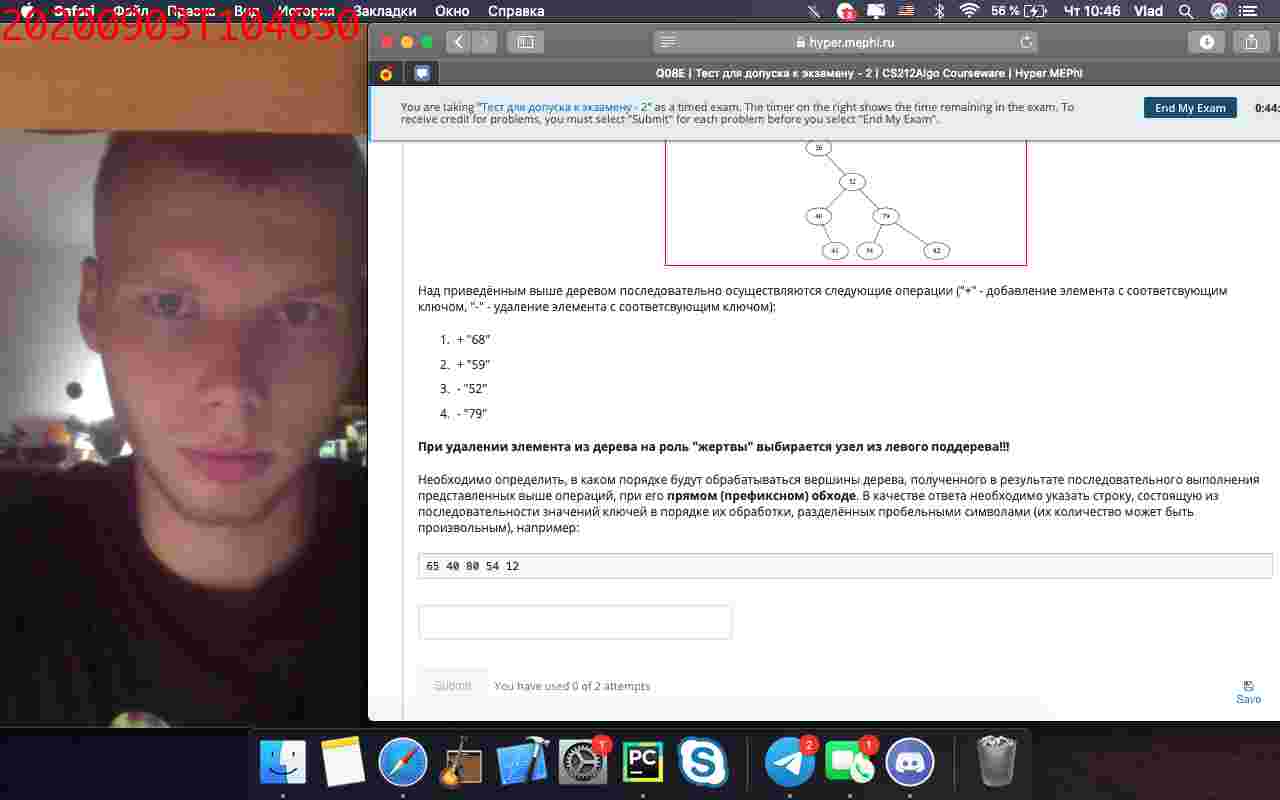 Safari Файл Правка Вид История Закладки Окно Справка 56 % Чт 10:46 Vlad
20200903T104650
hyper.mephi.ru
Q08E | Тест для допуска к экзамену - 2 | CS212Algo Courseware | Hyper.MEPhI
You are taking "Тест для допуска к экзамену - 2" as a timed exam. The timer on the right shows the time remaining in the exam. To
receive credit for problems, you must select "Submit" for each problem before you select "End My Exam".
End My Exam
0:44:
52
79
Над приведённым выше деревом последовательно осуществляются следующие операции ("+" - добавление элемента с соответсвующим
ключом, "-" - удаление элемента с соответсвующим ключом):
1. + "68"
2. + "59"
3. - "52"
4. - "79"
При удалении элемента из дерева на роль "жертвы" выбирается узел из левого поддерева!!!
Необходимо определить, в каком порядке будут обрабатываться вершины дерева, полученного в результате последовательного выполнения
представленных выше операций, при его прямом (префиксном) обходе. В качестве ответа необходимо указать строку, состоящую из
последовательности значений ключей в порядке их обработки, разделённых пробельными символами (их количество может быть
произвольным), например:
65 40 80 54 12
Submit You have used 0 of 2 attempts
Save
1
PC
2
1